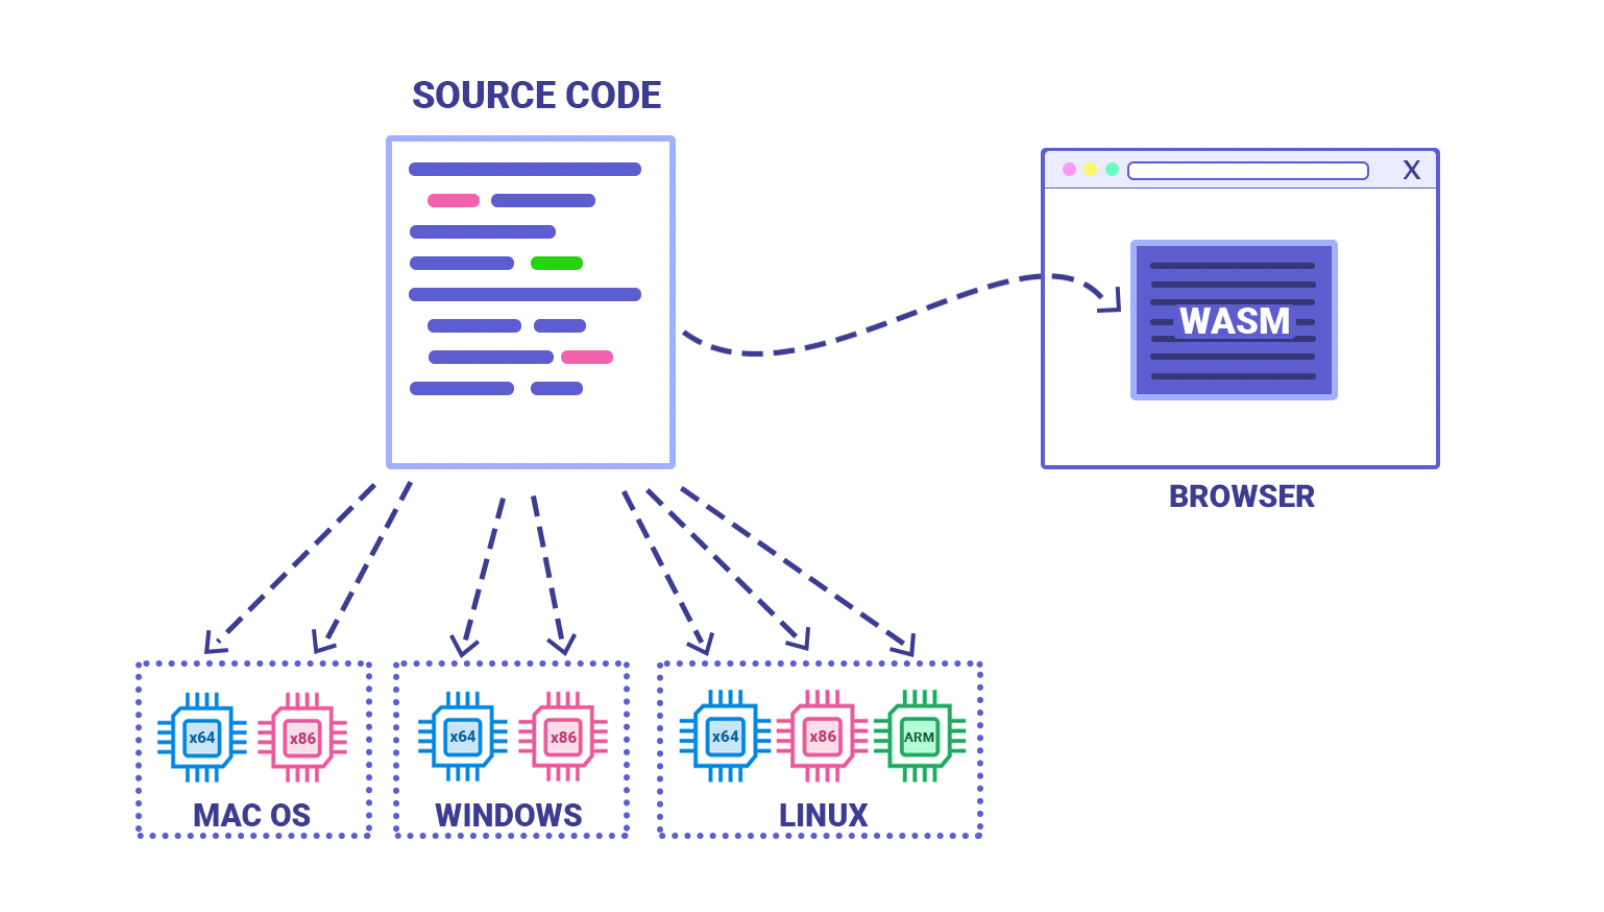 SOURCE CODE
X
WASM
BROWSER
x64 x86
MAC OS
x64 x86
WINDOWS
x64 x86 ARM
LINUX